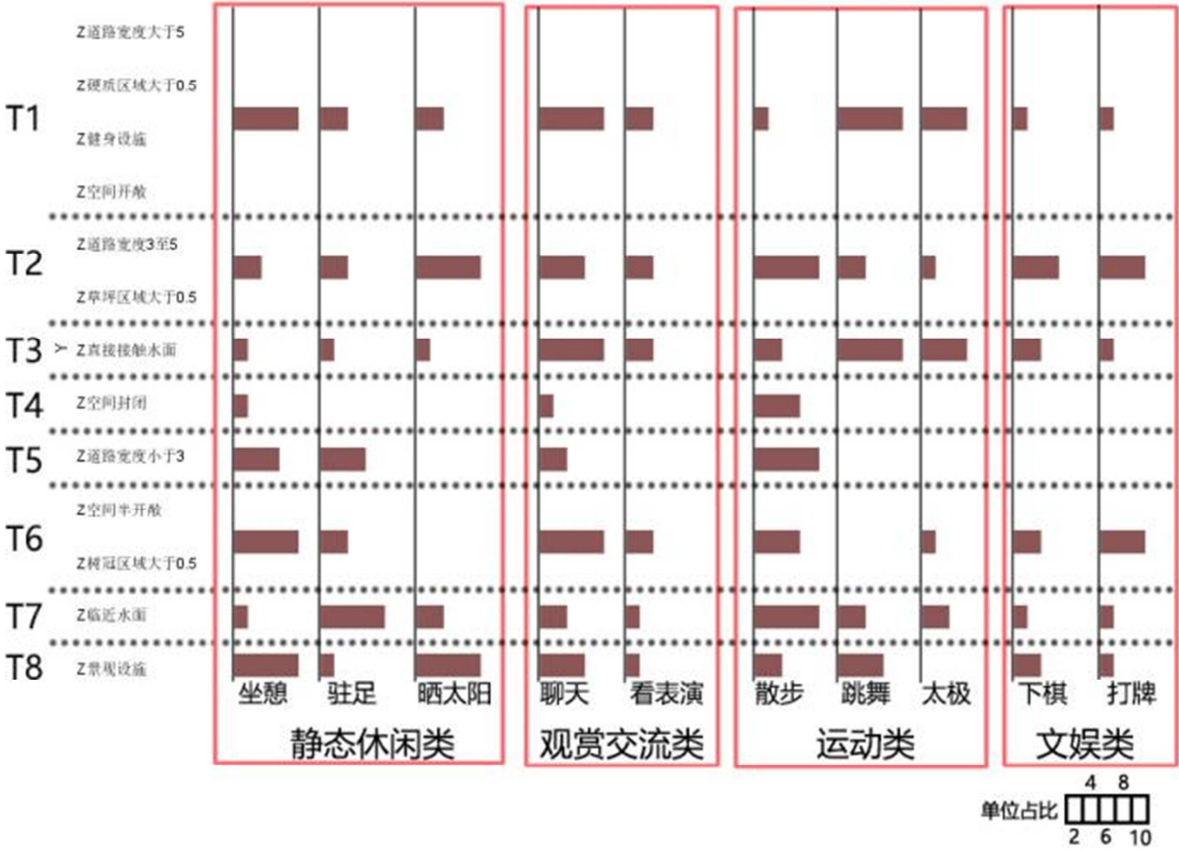 Z道路宽度大于5
Z硬质区域大于0.5
T1
Z健身设施
Z空间开敞
Z道路宽度3至5
T2
Z草坪区域大于0.5
T3 Y Z直接接触水面
T4 Z空间封闭
T5 Z道路宽度小于3
Z空间半开敞
T6
Z树冠区域大于0.5
T7 Z临近水面
T8 Z景观设施
坐憩 驻足 晒太阳 聊天 看表演 散步 跳舞 太极 下棋 打牌
静态休闲类 观赏交流类 运动类 文娱类
4 8
单位占比
2 6 10